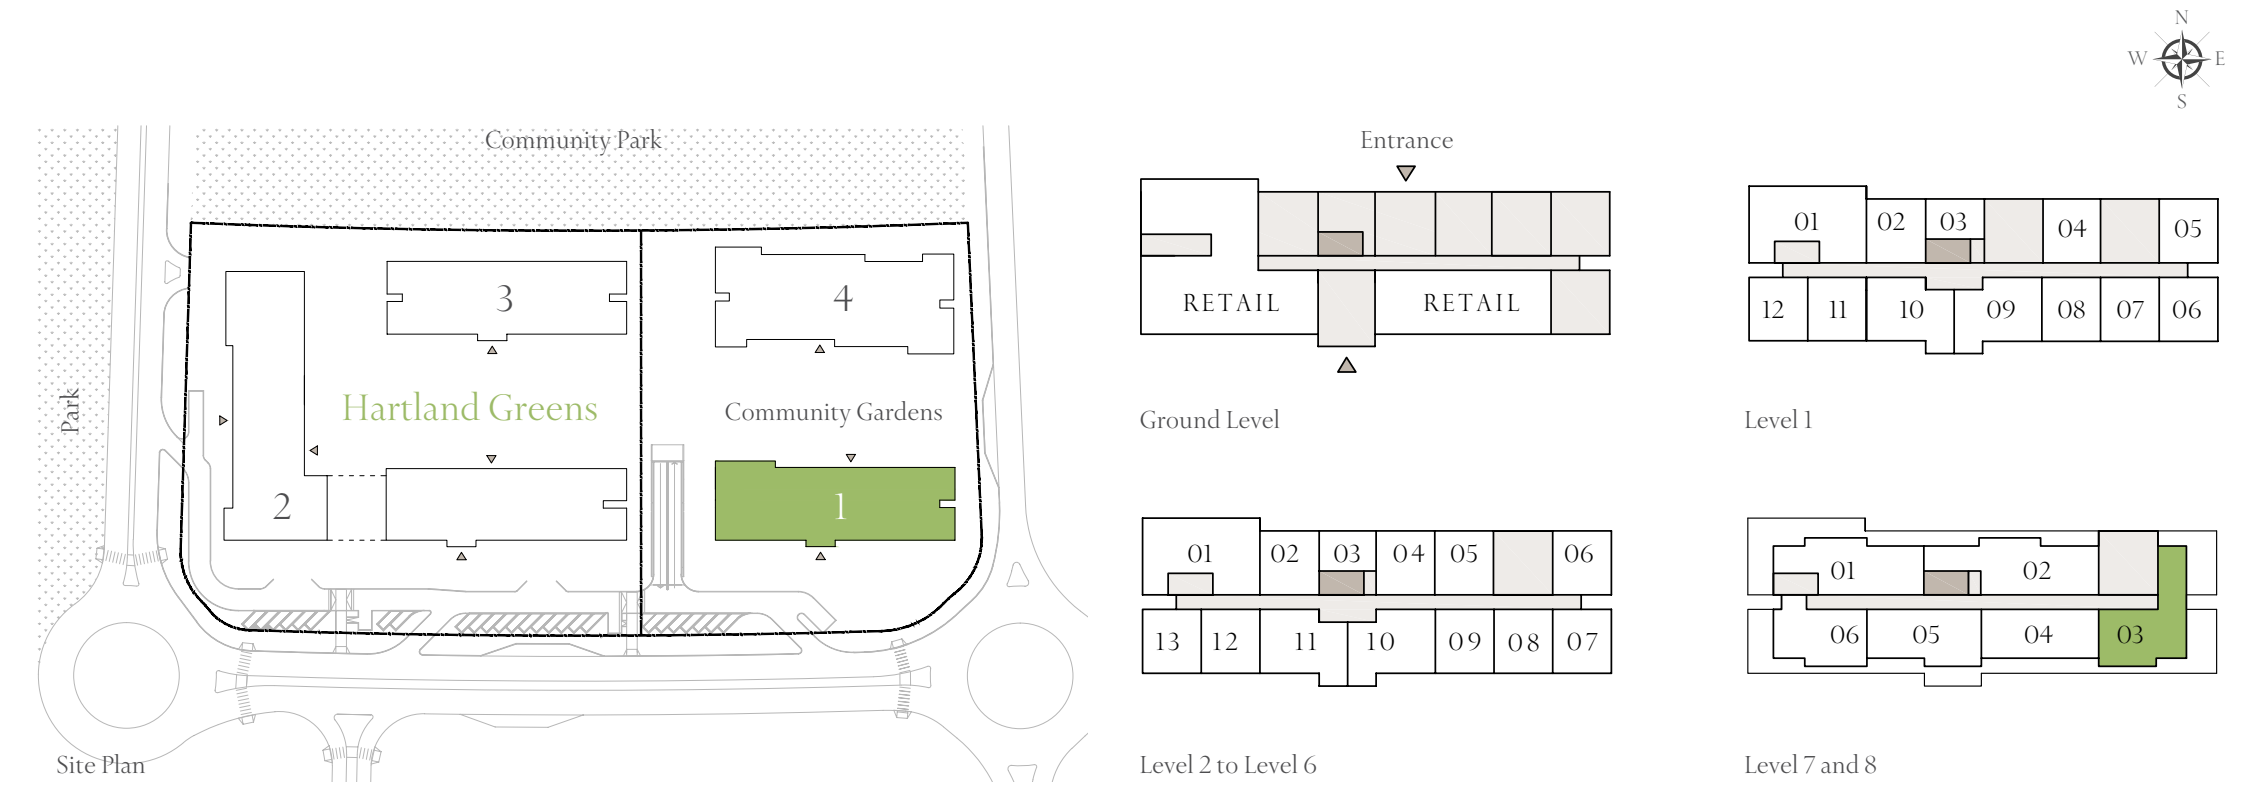 N
W E
S
Community Park
Park
3
4
Hartland Greens
Community Gardens
2
1
Site Plan
Entrance
RETAIL RETAIL
Ground Level
01 02 03 04 05
12 11 10 09 08 07 06
Level 1
01 02 03 04 05 06
13 12 11 10 09 08 07
Level 2 to Level 6
01 02
06 05 04 03
Level 7 and 8